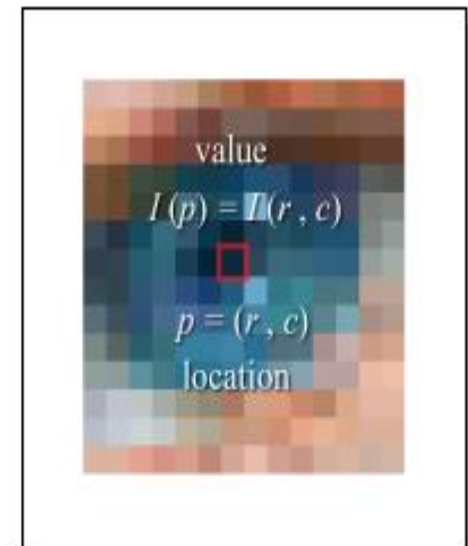 value
I(p) = I(r , c)
p = (r , c)
location